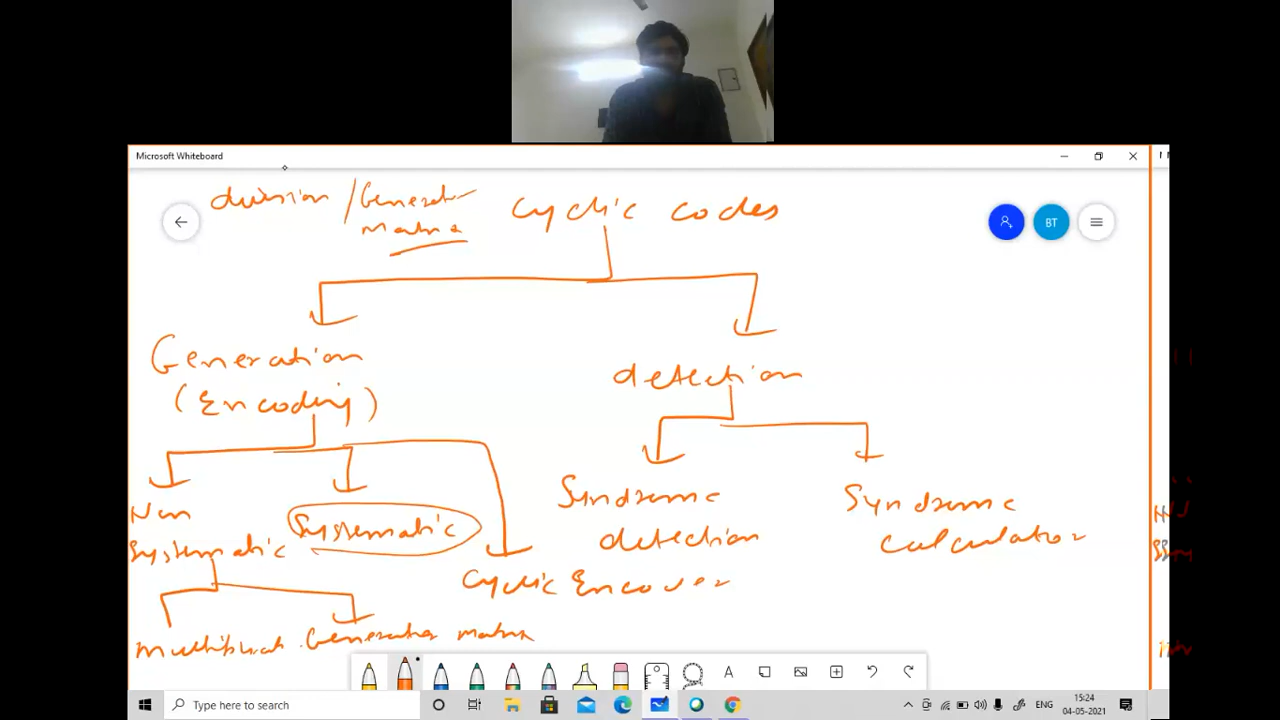 Microsoft Whiteboard
division / Generator
matrix
cyclic codes
BT
Generation
(Encoding)
detection
Non
systematic
Systematic
Cyclic Encoder
Syndrome
detection
Syndrome
calculator
Generator matrix
A
Type here to search
ENG
15:24
04-05-2021